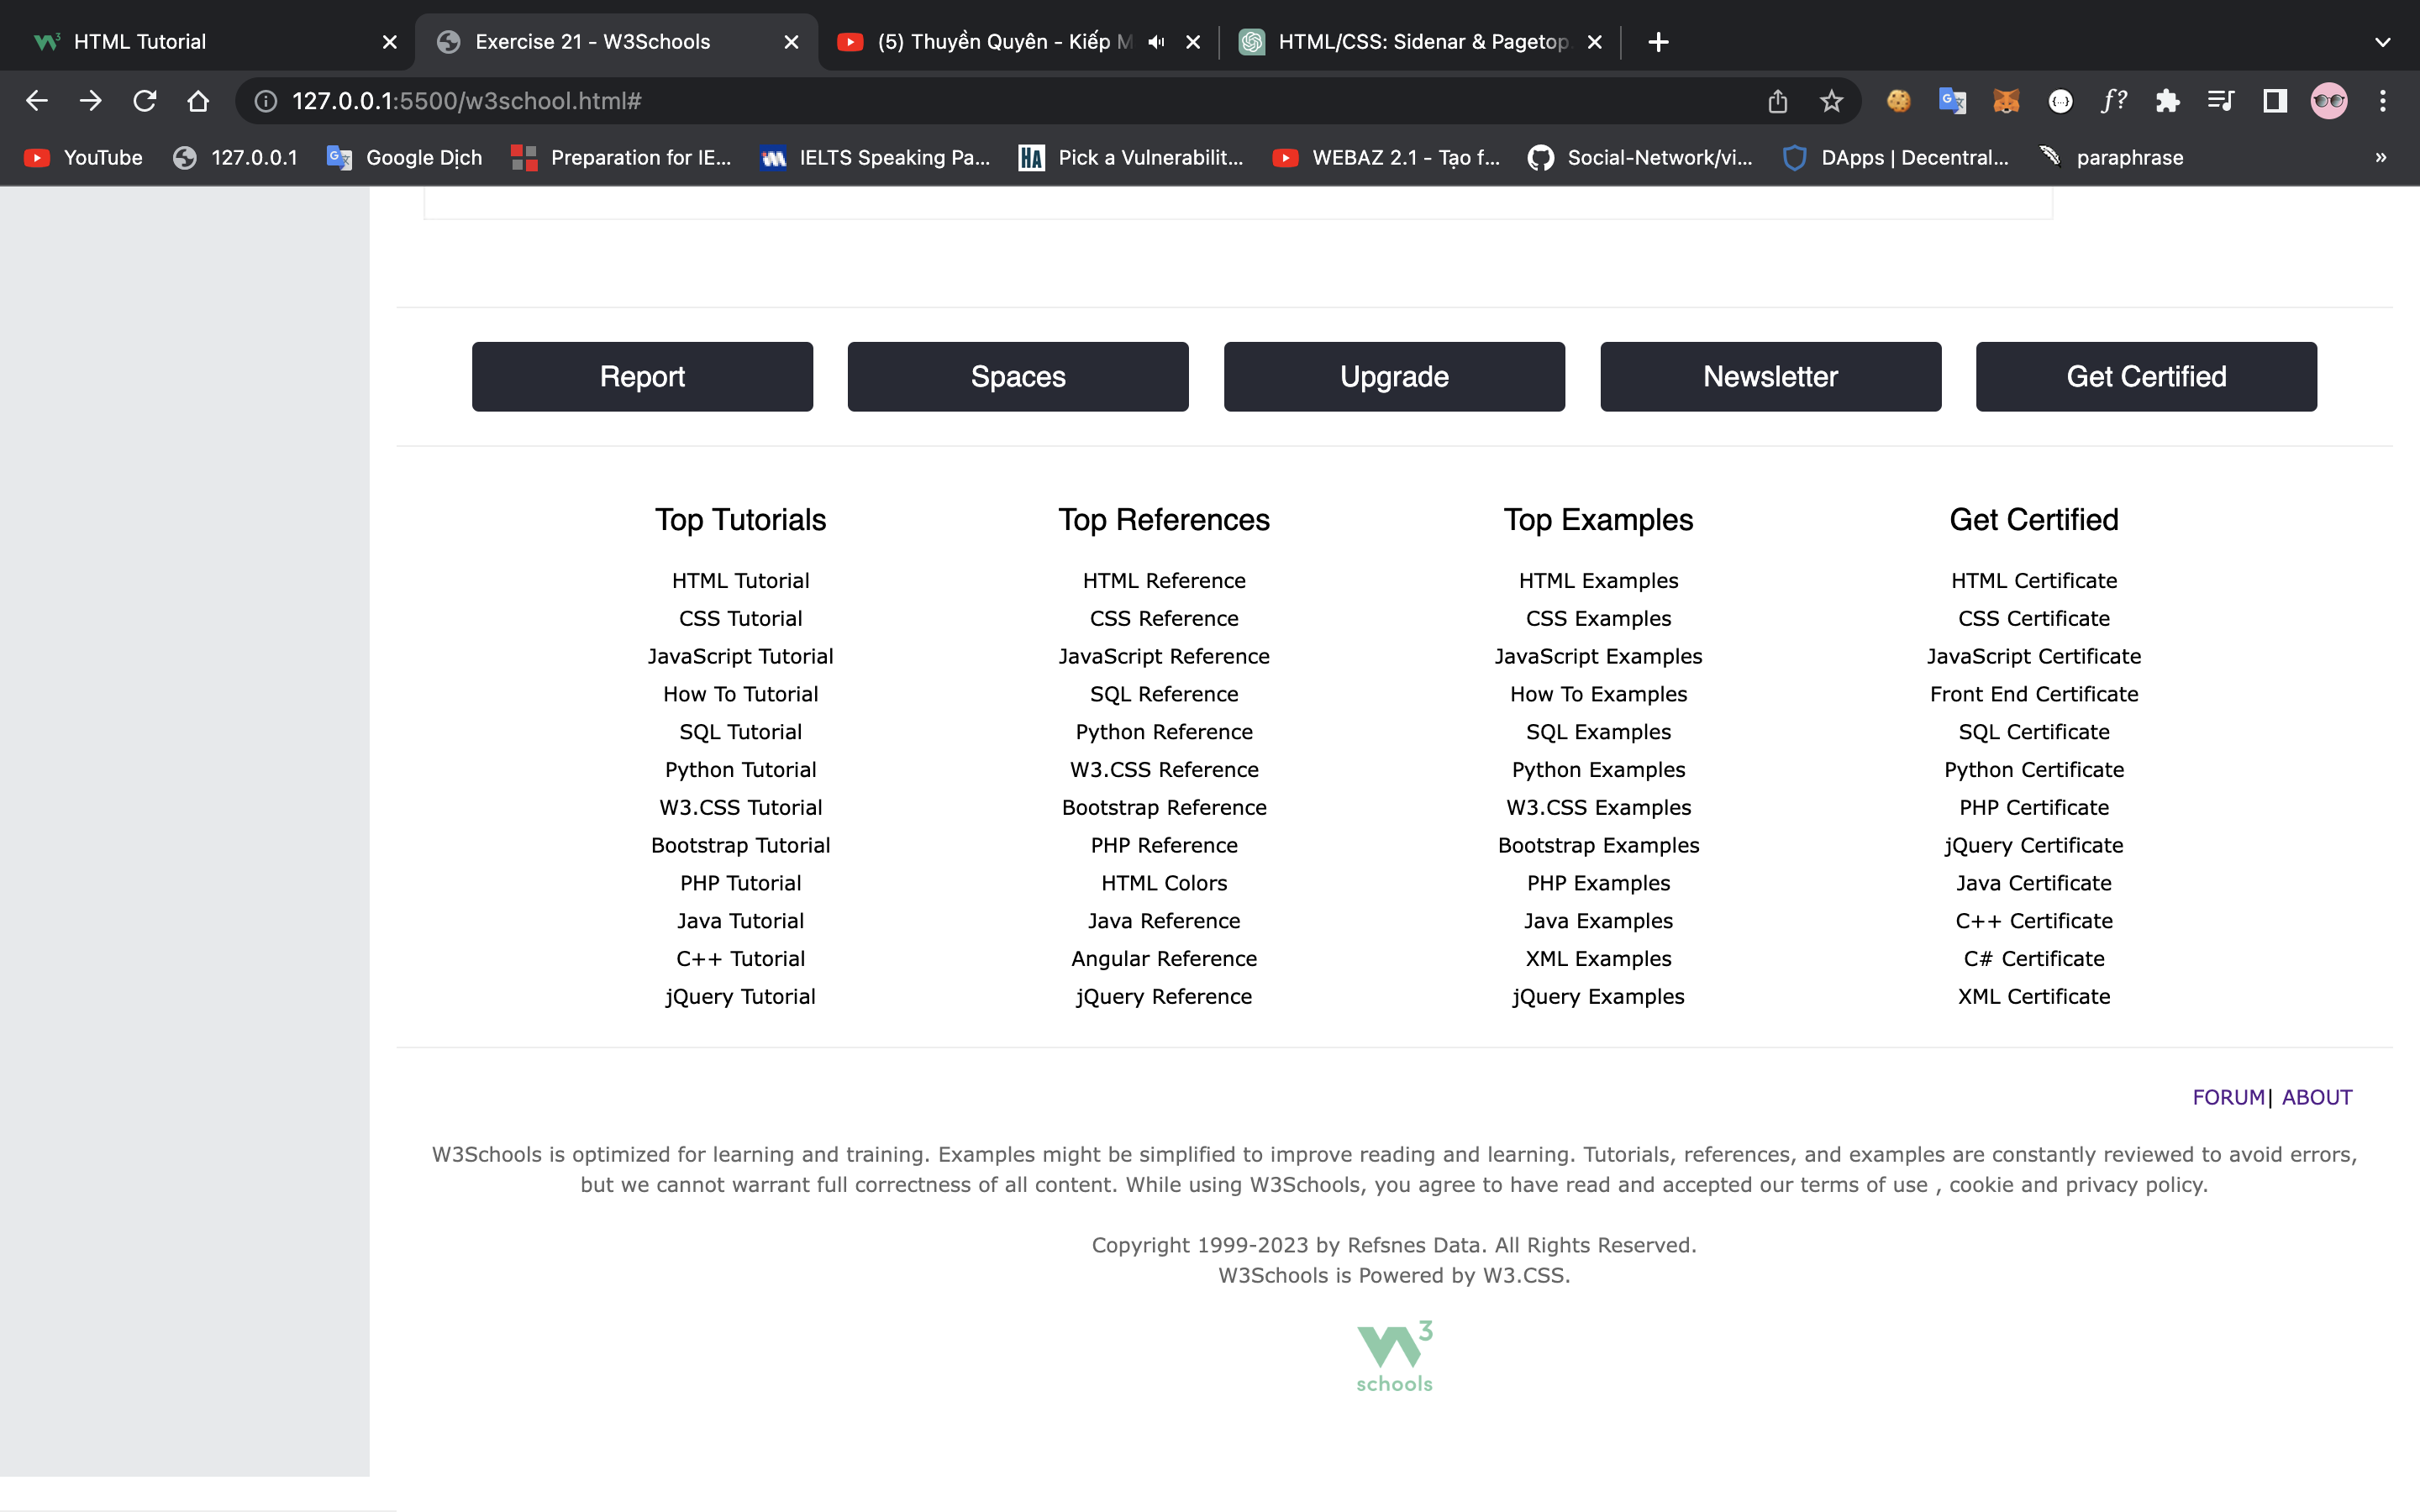 HTML Tutorial
Exercise 21 - W3Schools
(5) Thuyền Quyên - Kiếp M
HTML/CSS: Sidenar & Pagetop
127.0.0.1:5500/w3school.html#
YouTube
127.0.0.1
Google Dịch
Preparation for IE...
IELTS Speaking Pa...
Pick a Vulnerabilit...
WEBAZ 2.1 - Tạo f...
Social-Network/vi...
DApps | Decentral...
paraphrase
Report
Spaces
Upgrade
Newsletter
Get Certified
Top Tutorials
HTML Tutorial
CSS Tutorial
JavaScript Tutorial
How To Tutorial
SQL Tutorial
Python Tutorial
W3.CSS Tutorial
Bootstrap Tutorial
PHP Tutorial
Java Tutorial
C++ Tutorial
jQuery Tutorial
Top References
HTML Reference
CSS Reference
JavaScript Reference
SQL Reference
Python Reference
W3.CSS Reference
Bootstrap Reference
PHP Reference
HTML Colors
Java Reference
Angular Reference
jQuery Reference
Top Examples
HTML Examples
CSS Examples
JavaScript Examples
How To Examples
SQL Examples
Python Examples
W3.CSS Examples
Bootstrap Examples
PHP Examples
Java Examples
XML Examples
jQuery Examples
Get Certified
HTML Certificate
CSS Certificate
JavaScript Certificate
Front End Certificate
SQL Certificate
Python Certificate
PHP Certificate
jQuery Certificate
Java Certificate
C++ Certificate
C# Certificate
XML Certificate
FORUM| ABOUT
W3Schools is optimized for learning and training. Examples might be simplified to improve reading and learning. Tutorials, references, and examples are constantly reviewed to avoid errors,
but we cannot warrant full correctness of all content. While using W3Schools, you agree to have read and accepted our terms of use , cookie and privacy policy.
Copyright 1999-2023 by Refsnes Data. All Rights Reserved.
W3Schools is Powered by W3.CSS.
W3
schools